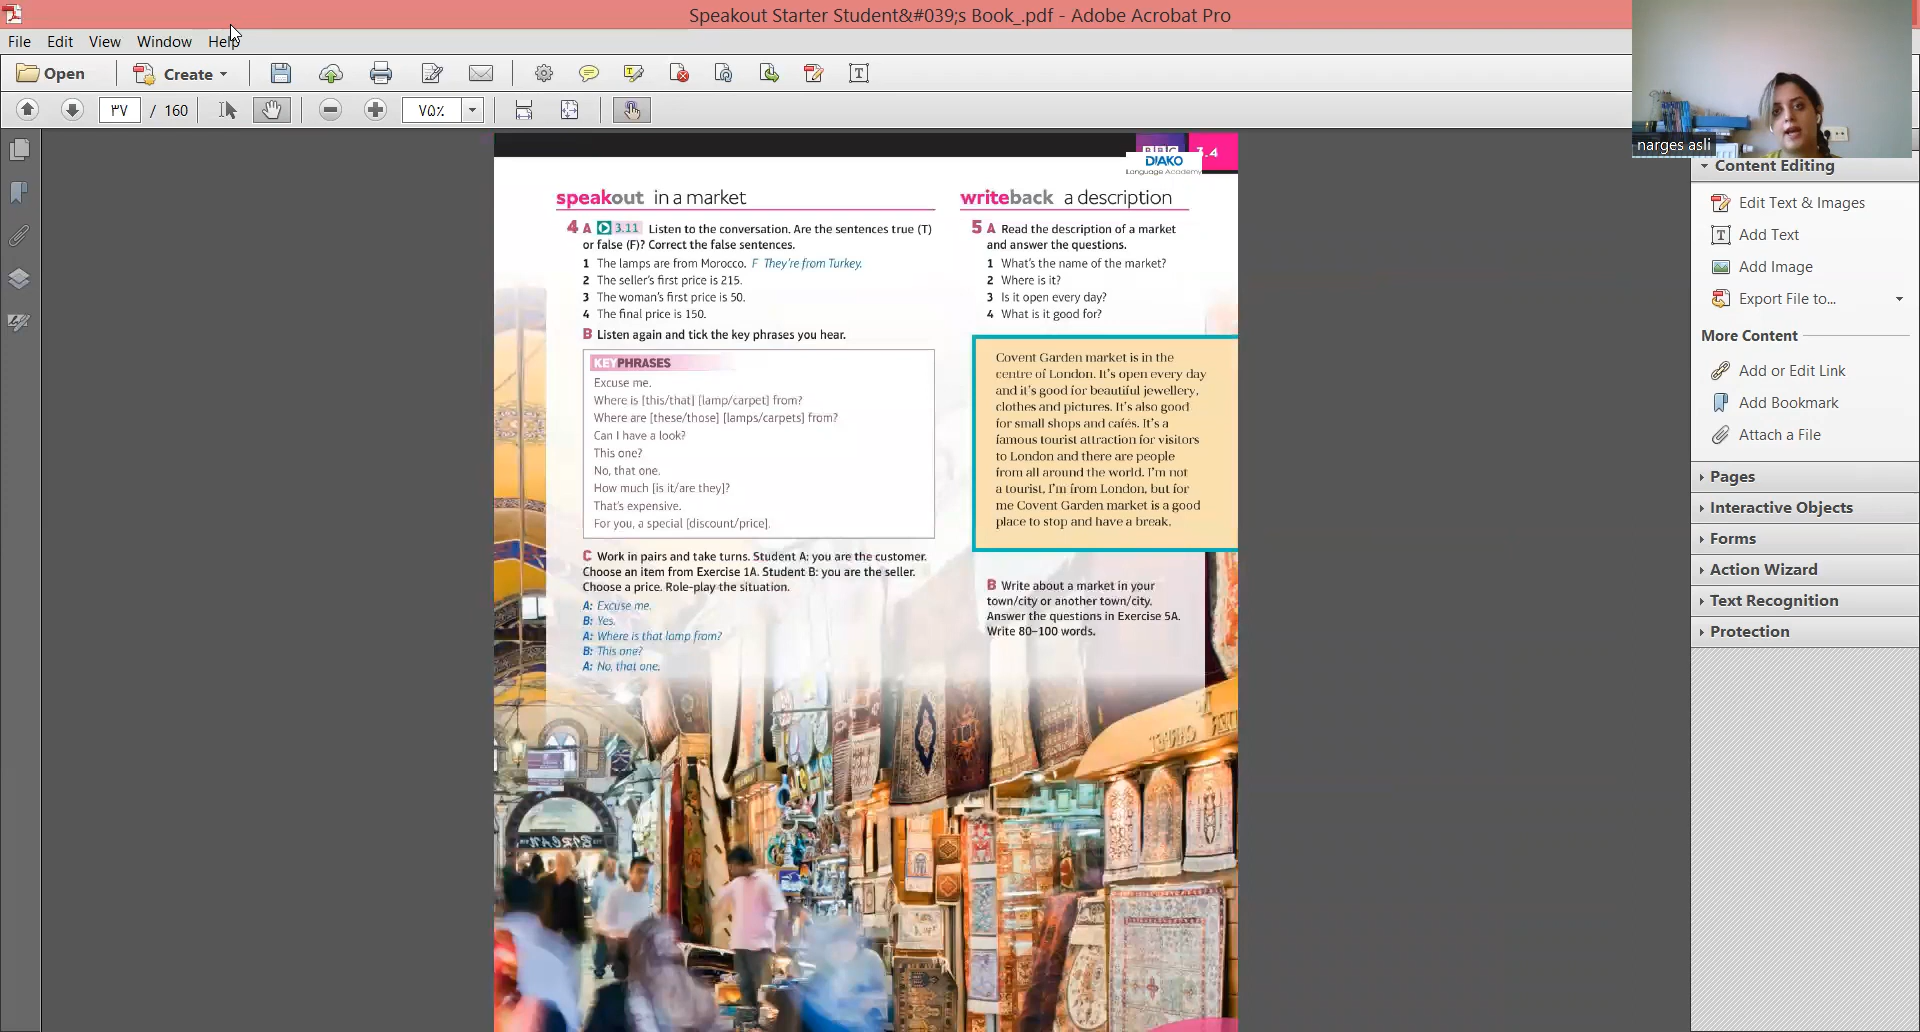 Speakout Starter Student&#039;s Book_.pdf - Adobe Acrobat Pro
File Edit View Window Help
Open Create
۳۷ / 160 ۷۵٪
narges asli
BBC 3.4
DIAKO
Language Academy
speakout in a market
4 A 3.11 Listen to the conversation. Are the sentences true (T)
or false (F)? Correct the false sentences.
1 The lamps are from Morocco. F They're from Turkey.
2 The seller's first price is 215.
3 The woman's first price is 50.
4 The final price is 150.
B Listen again and tick the key phrases you hear.
KEYPHRASES
Excuse me.
Where is [this/that] [lamp/carpet] from?
Where are [these/those] [lamps/carpets] from?
Can I have a look?
This one?
No, that one.
How much [is it/are they]?
That's expensive.
For you, a special [discount/price].
C Work in pairs and take turns. Student A: you are the customer.
Choose an item from Exercise 1A. Student B: you are the seller.
Choose a price. Role-play the situation.
A: Excuse me.
B: Yes.
A: Where is that lamp from?
B: This one?
A: No, that one.
writeback a description
5 A Read the description of a market
and answer the questions.
1 What's the name of the market?
2 Where is it?
3 Is it open every day?
4 What is it good for?
Covent Garden market is in the
centre of London. It's open every day
and it's good for beautiful jewellery,
clothes and pictures. It's also good
for small shops and cafés. It's a
famous tourist attraction for visitors
to London and there are people
from all around the world. I'm not
a tourist, I'm from London, but for
me Covent Garden market is a good
place to stop and have a break.
B Write about a market in your
town/city or another town/city.
Answer the questions in Exercise 5A.
Write 80–100 words.
Content Editing
Edit Text & Images
Add Text
Add Image
Export File to...
More Content
Add or Edit Link
Add Bookmark
Attach a File
Pages
Interactive Objects
Forms
Action Wizard
Text Recognition
Protection